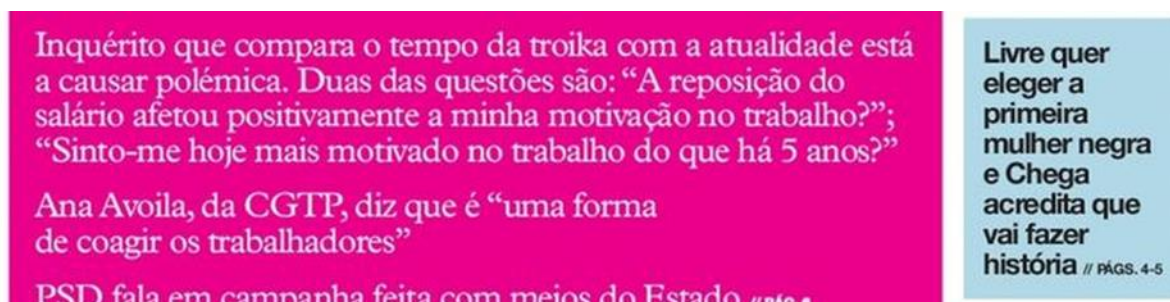 Inquérito que compara o tempo da troika com a atualidade está
a causar polémica. Duas das questões são: “A reposição do
salário afetou positivamente a minha motivação no trabalho?”;
“Sinto-me hoje mais motivado no trabalho do que há 5 anos?”
Ana Avoila, da CGTP, diz que é “uma forma
de coagir os trabalhadores”
PSD fala em campanha feita com meios do Estado // PÁG. 6
Livre quer
eleger a
primeira
mulher negra
e Chega
acredita que
vai fazer
história // PÁGS. 4-5